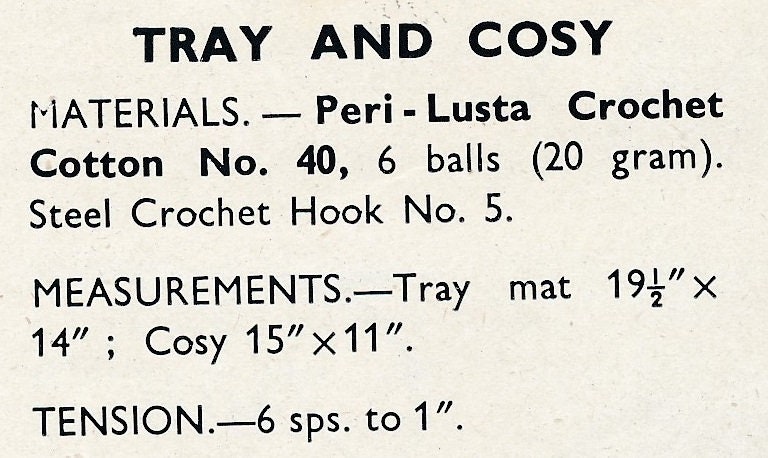 TRAY AND COSY
MATERIALS. — Peri-Lusta Crochet
Cotton No. 40, 6 balls (20 gram).
Steel Crochet Hook No. 5.
MEASUREMENTS.—Tray mat 19½″ ×
14″ ; Cosy 15″ × 11″.
TENSION.—6 sps. to 1″.